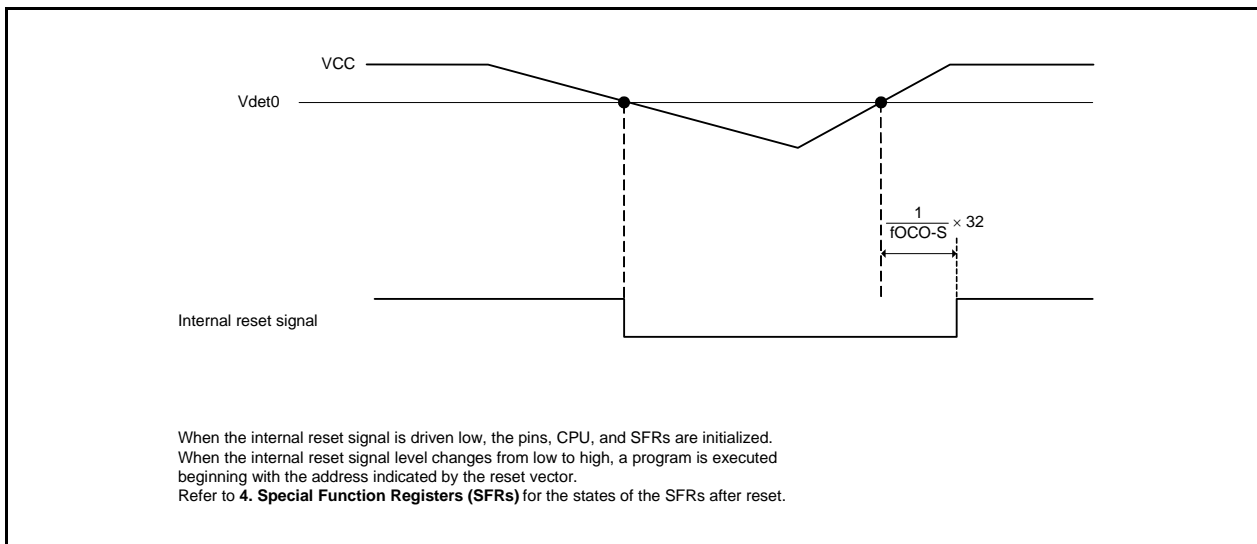 VCC
Vdet0
1
fOCO-S × 32
Internal reset signal
When the internal reset signal is driven low, the pins, CPU, and SFRs are initialized.
When the internal reset signal level changes from low to high, a program is executed
beginning with the address indicated by the reset vector.
Refer to 4. Special Function Registers (SFRs) for the states of the SFRs after reset.